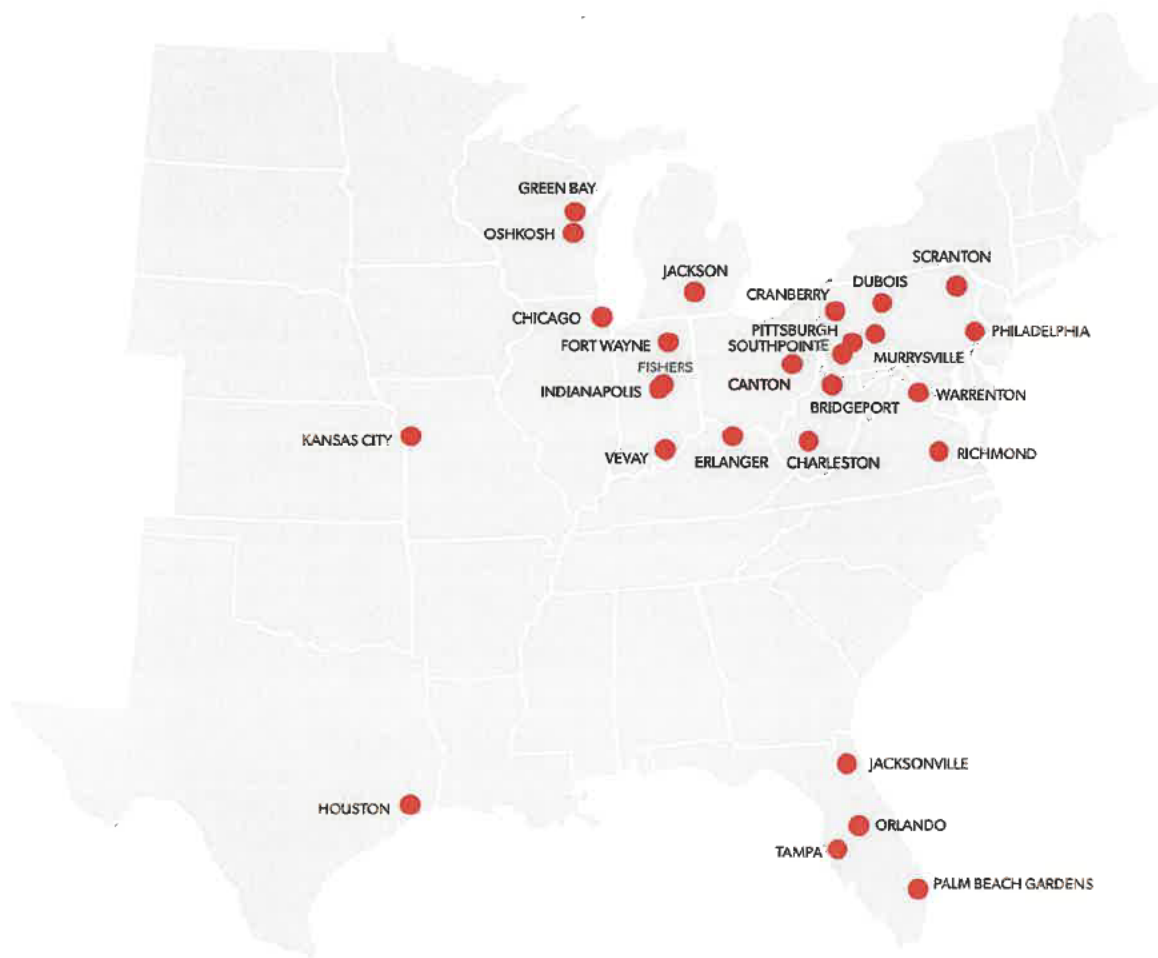 GREEN BAY
OSHKOSH
SCRANTON
JACKSON
DUBOIS
CRANBERRY
CHICAGO
PITTSBURGH
PHILADELPHIA
FORT WAYNE
SOUTHPOINTE
MURRYSVILLE
FISHERS
CANTON
INDIANAPOLIS
WARRENTON
BRIDGEPORT
KANSAS CITY
VEVAY
ERLANGER
CHARLESTON
RICHMOND
JACKSONVILLE
HOUSTON
ORLANDO
TAMPA
PALM BEACH GARDENS